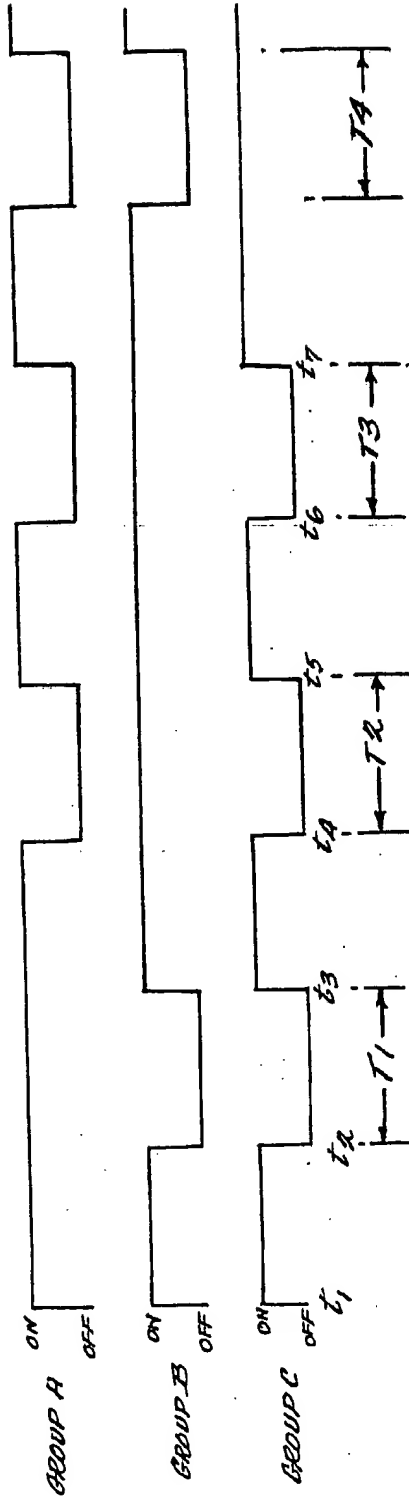 GROUP A
ON
OFF
GROUP B
ON
OFF
GROUP C
ON
OFF
t1
t2
t3
t4
t5
t6
t7
T1
T2
T3
T4